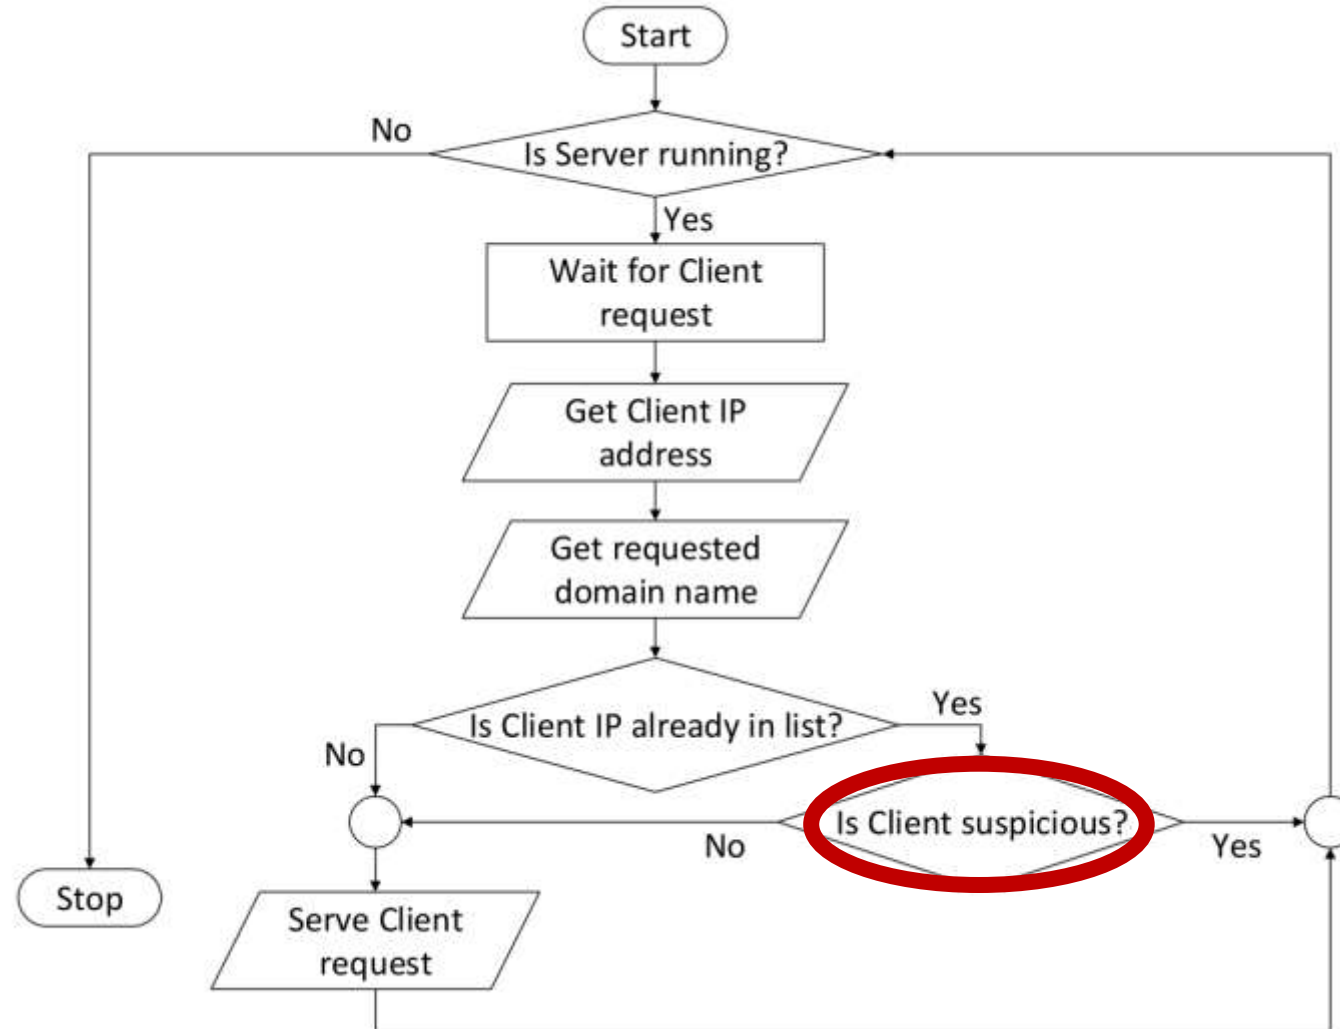 Start
No
Is Server running?
Yes
Wait for Client
request
Get Client IP
address
Get requested
domain name
Is Client IP already in list?
Yes
No
Is Client suspicious?
No
Yes
Stop
Serve Client
request